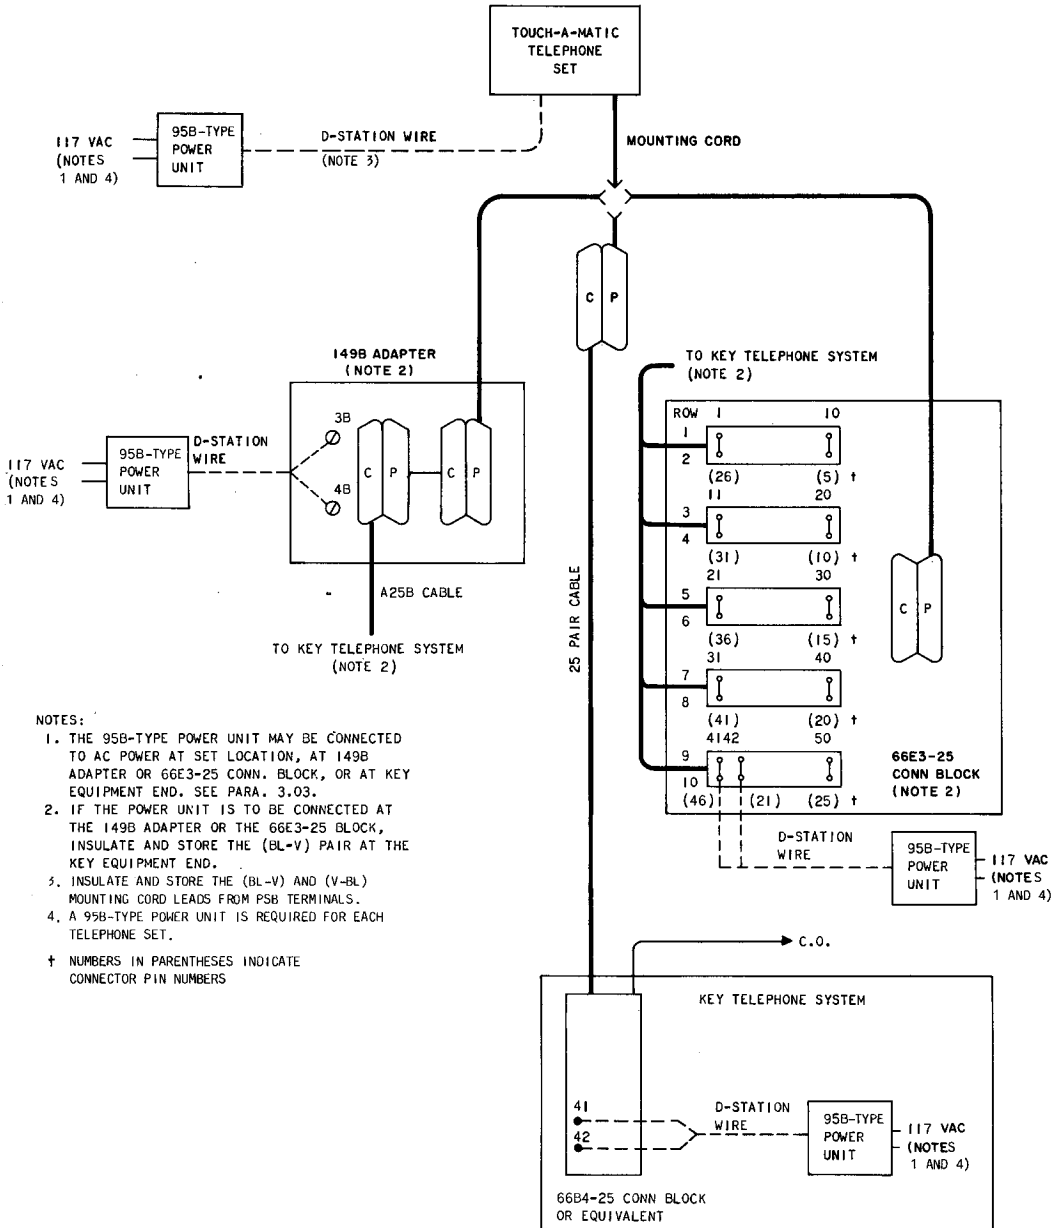 TOUCH-A-MATIC
TELEPHONE
SET
117 VAC
(NOTES
1 AND 4)
95B-TYPE
POWER
UNIT
D-STATION WIRE
(NOTE 3)
MOUNTING CORD
C P
149B ADAPTER
(NOTE 2)
3B
4B
C P
C P
117 VAC
(NOTES
1 AND 4)
95B-TYPE
POWER
UNIT
D-STATION
WIRE
A25B CABLE
TO KEY TELEPHONE SYSTEM
(NOTE 2)
25 PAIR CABLE
TO KEY TELEPHONE SYSTEM
(NOTE 2)
ROW 1 10
1
2
(26) (5) †
11 20
3
4
(31) (10) †
21 30
5
6
(36) (15) †
31 40
7
8
(41) (20) †
41 42 50
9
10
(46) (21) (25) †
C P
66E3-25
CONN BLOCK
(NOTE 2)
D-STATION
WIRE
95B-TYPE
POWER
UNIT
117 VAC
(NOTES
1 AND 4)
NOTES:
1. THE 95B-TYPE POWER UNIT MAY BE CONNECTED
TO AC POWER AT SET LOCATION, AT 149B
ADAPTER OR 66E3-25 CONN. BLOCK, OR AT KEY
EQUIPMENT END. SEE PARA. 3.03.
2. IF THE POWER UNIT IS TO BE CONNECTED AT
THE 149B ADAPTER OR THE 66E3-25 BLOCK,
INSULATE AND STORE THE (BL-V) PAIR AT THE
KEY EQUIPMENT END.
3. INSULATE AND STORE THE (BL-V) AND (V-BL)
MOUNTING CORD LEADS FROM PSB TERMINALS.
4. A 95B-TYPE POWER UNIT IS REQUIRED FOR EACH
TELEPHONE SET.
† NUMBERS IN PARENTHESES INDICATE
CONNECTOR PIN NUMBERS
C.O.
KEY TELEPHONE SYSTEM
41
42
D-STATION
WIRE
95B-TYPE
POWER
UNIT
117 VAC
(NOTES
1 AND 4)
66B4-25 CONN BLOCK
OR EQUIVALENT